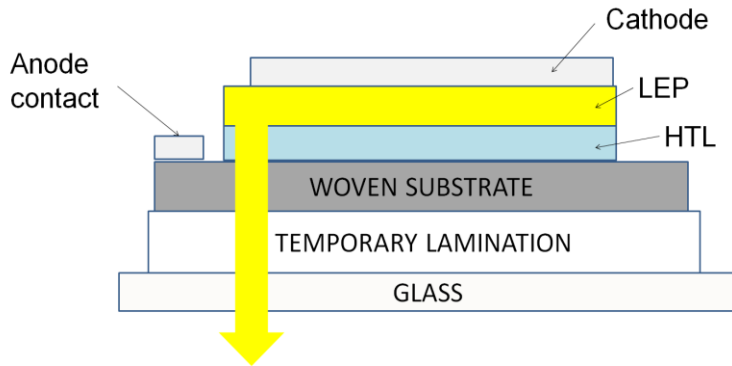 Cathode
Anode
contact
LEP
HTL
WOVEN SUBSTRATE
TEMPORARY LAMINATION
GLASS